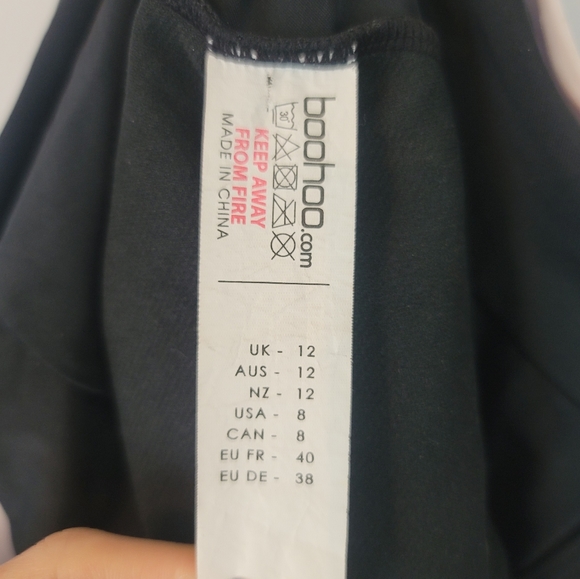 boohoo.com
30°
KEEP AWAY
FROM FIRE
MADE IN CHINA
UK - 12
AUS - 12
NZ - 12
USA - 8
CAN - 8
EU FR - 40
EU DE - 38